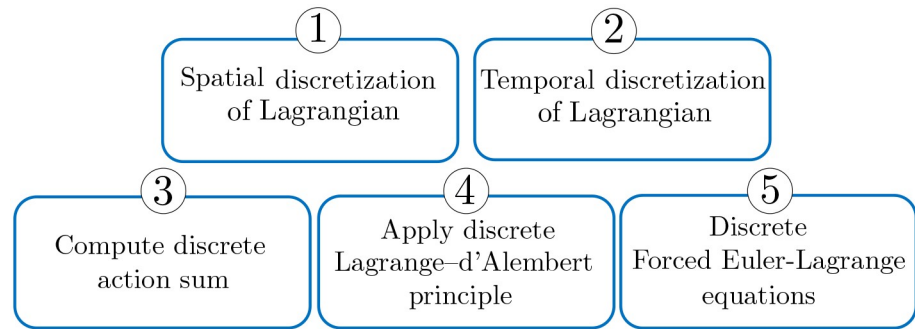 1
Spatial discretization
of Lagrangian
2
Temporal discretization
of Lagrangian
3
Compute discrete
action sum
4
Apply discrete
Lagrange–d'Alembert
principle
5
Discrete
Forced Euler-Lagrange
equations